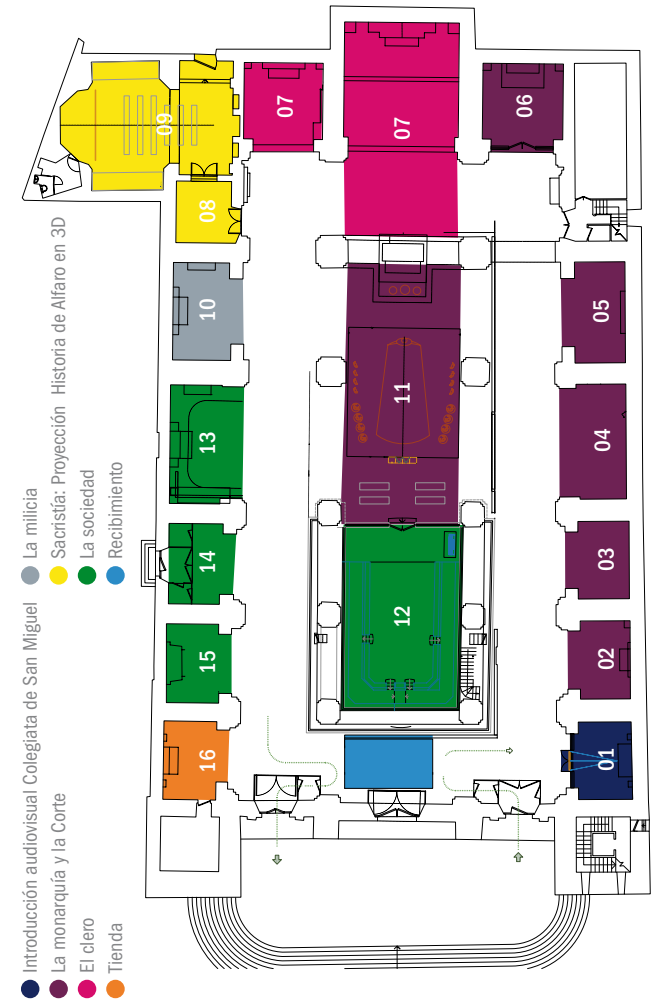 Introducción audiovisual Colegiata de San Miguel
La monarquía y la Corte
El clero
Tienda
La milicia
Sacristía: Proyección Historia de Alfaro en 3D
La sociedad
Recibimiento
16
15
14
13
10
08
09
07
12
11
07
01
02
03
04
05
06